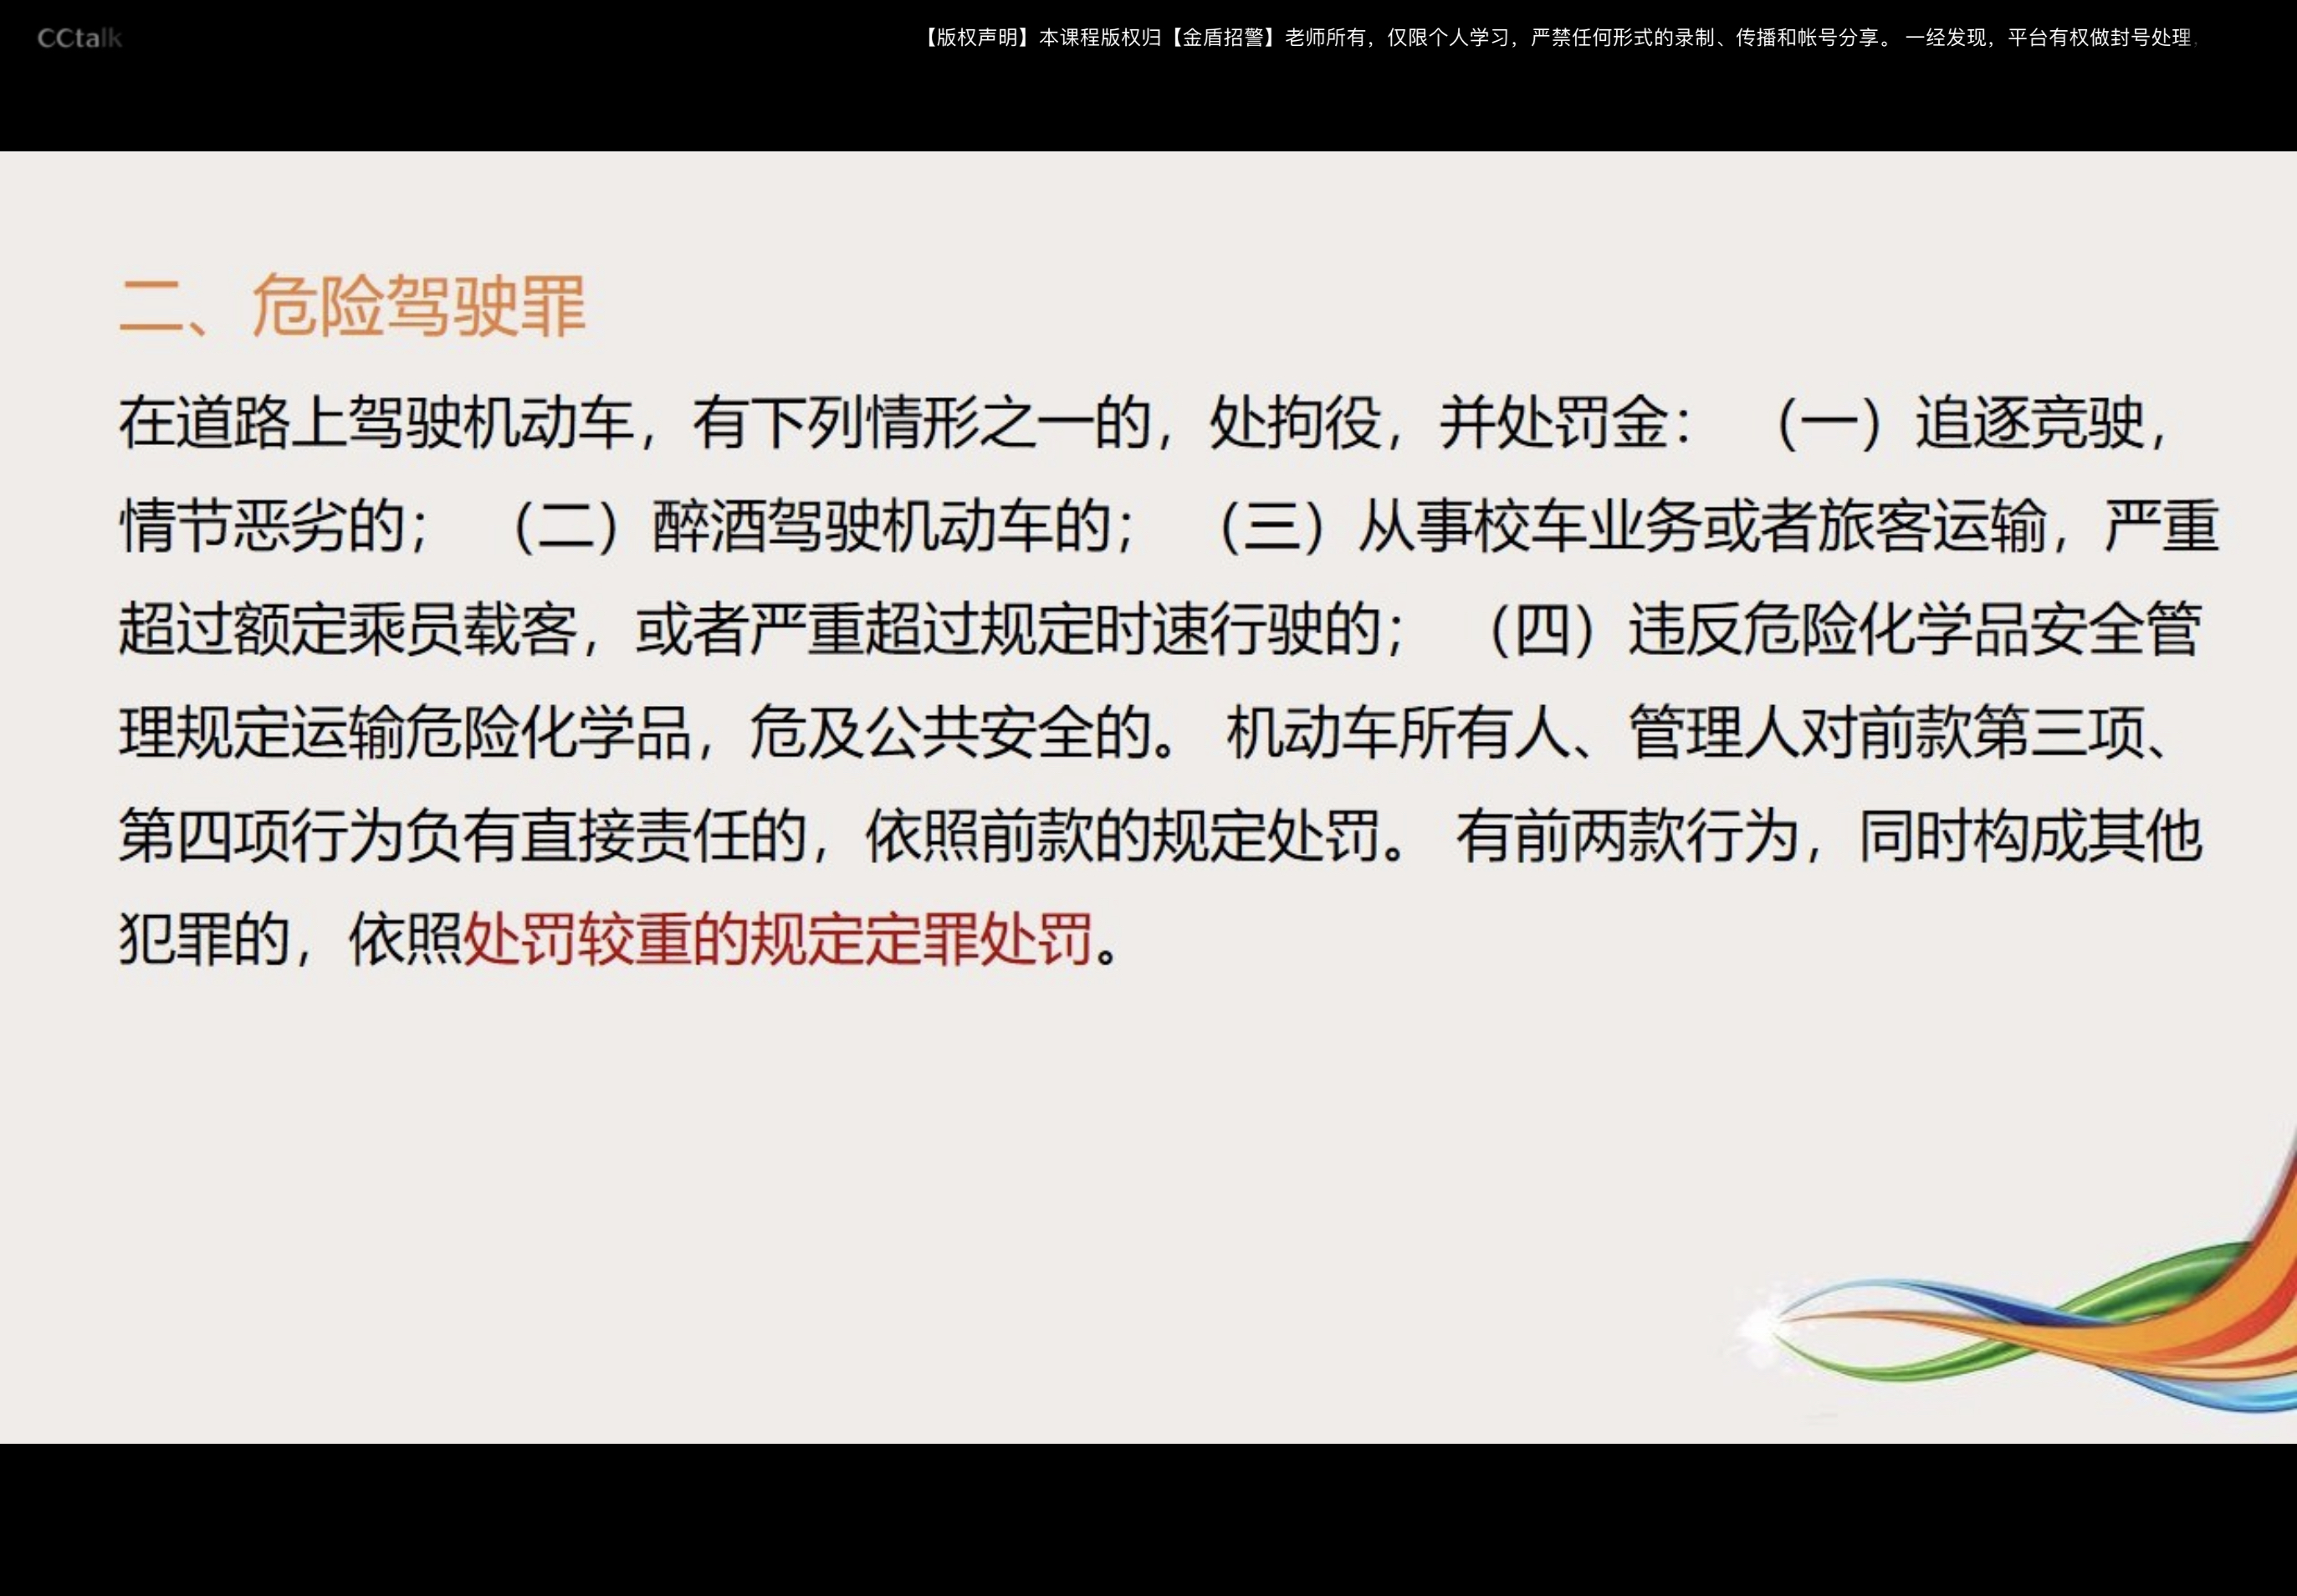 CCtalk
【版权声明】本课程版权归【金盾招警】老师所有，仅限个人学习，严禁任何形式的录制、传播和帐号分享。 一经发现，平台有权做封号处理，
二、危险驾驶罪
在道路上驾驶机动车，有下列情形之一的，处拘役，并处罚金： （一）追逐竞驶，
情节恶劣的； （二）醉酒驾驶机动车的； （三）从事校车业务或者旅客运输，严重
超过额定乘员载客，或者严重超过规定时速行驶的； （四）违反危险化学品安全管
理规定运输危险化学品，危及公共安全的。 机动车所有人、管理人对前款第三项、
第四项行为负有直接责任的，依照前款的规定处罚。 有前两款行为，同时构成其他
犯罪的，依照处罚较重的规定定罪处罚。